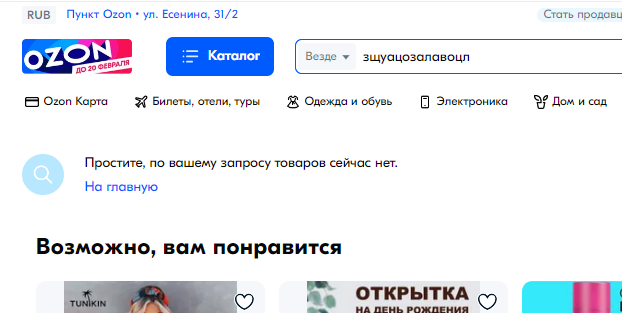 RUB Пункт Ozon • ул. Есенина, 31/2 Стать продавц
OZON
ДО 20 ФЕВРАЛЯ
Каталог
Везде зщуацозалавоцл
Ozon Карта Билеты, отели, туры Одежда и обувь Электроника Дом и сад
Простите, по вашему запросу товаров сейчас нет.
На главную
Возможно, вам понравится
TUNIKIN
ОТКРЫТКА
НА ДЕНЬ РОЖДЕНИЯ